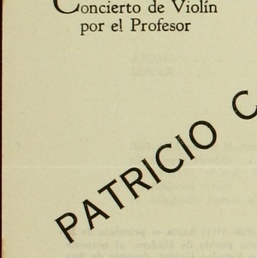 Concierto de Violín
por el Profesor
PATRICIO C